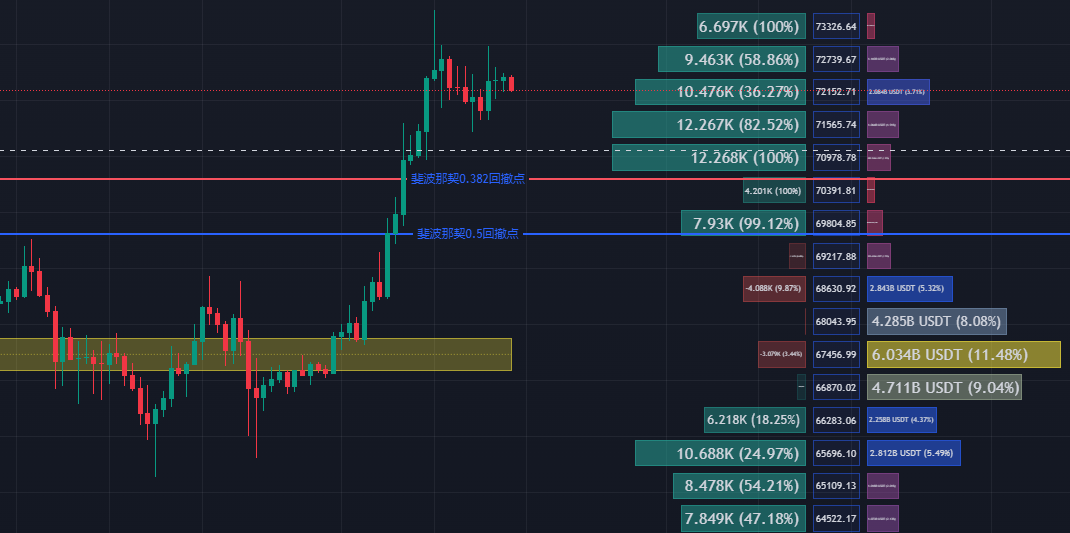 6.697K (100%) 73326.64
9.463K (58.86%) 72739.67
10.476K (36.27%) 72152.71 2.004B USDT (3.71%)
12.267K (82.52%) 71565.74
12.268K (100%) 70978.78
斐波那契0.382回撤点 4.201K (100%) 70391.81
7.93K (99.12%) 69804.85
斐波那契0.5回撤点
69217.88
-4.088K (9.87%) 68630.92 2.843B USDT (5.32%)
68043.95 4.285B USDT (8.08%)
-3.079K (3.44%) 67456.99 6.034B USDT (11.48%)
66870.02 4.711B USDT (9.04%)
6.218K (18.25%) 66283.06 2.258B USDT (4.37%)
10.688K (24.97%) 65696.10 2.812B USDT (5.49%)
8.478K (54.21%) 65109.13
7.849K (47.18%) 64522.17